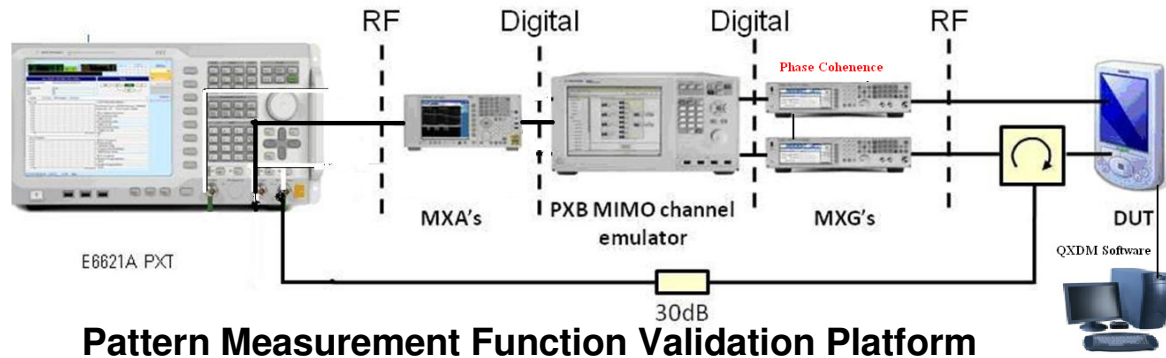 RF
Digital
Digital
RF
Phase Cohenence
MXA's
PXB MIMO channel
emulator
MXG's
DUT
E6621A PXT
QXDM Software
30dB
Pattern Measurement Function Validation Platform